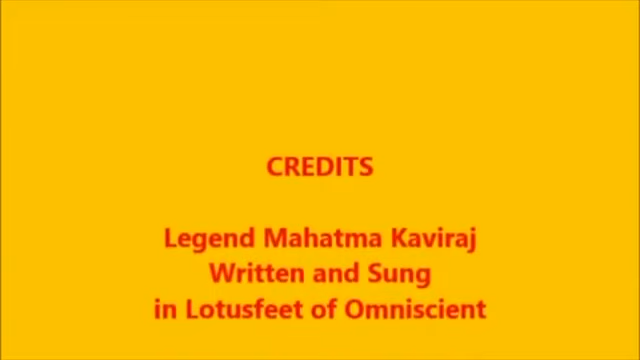 CREDITS
Legend Mahatma Kaviraj
Written and Sung
in Lotusfeet of Omniscient